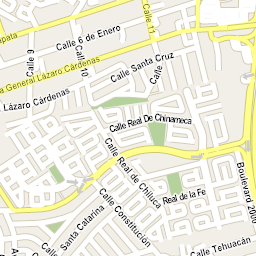 Calle 6 de Enero
Calle 11
Calle 9
Calle 10
pata
Calle Santa Cruz
a General Lázaro Cárdenas
Calle
Lázaro Cárdenas
Calle Real De Chinameca
Calle Real de Chiluca
Boulevard 2000
Real de la Fe
Santa Catarina
Calle Constitución
Calle Tehuacán